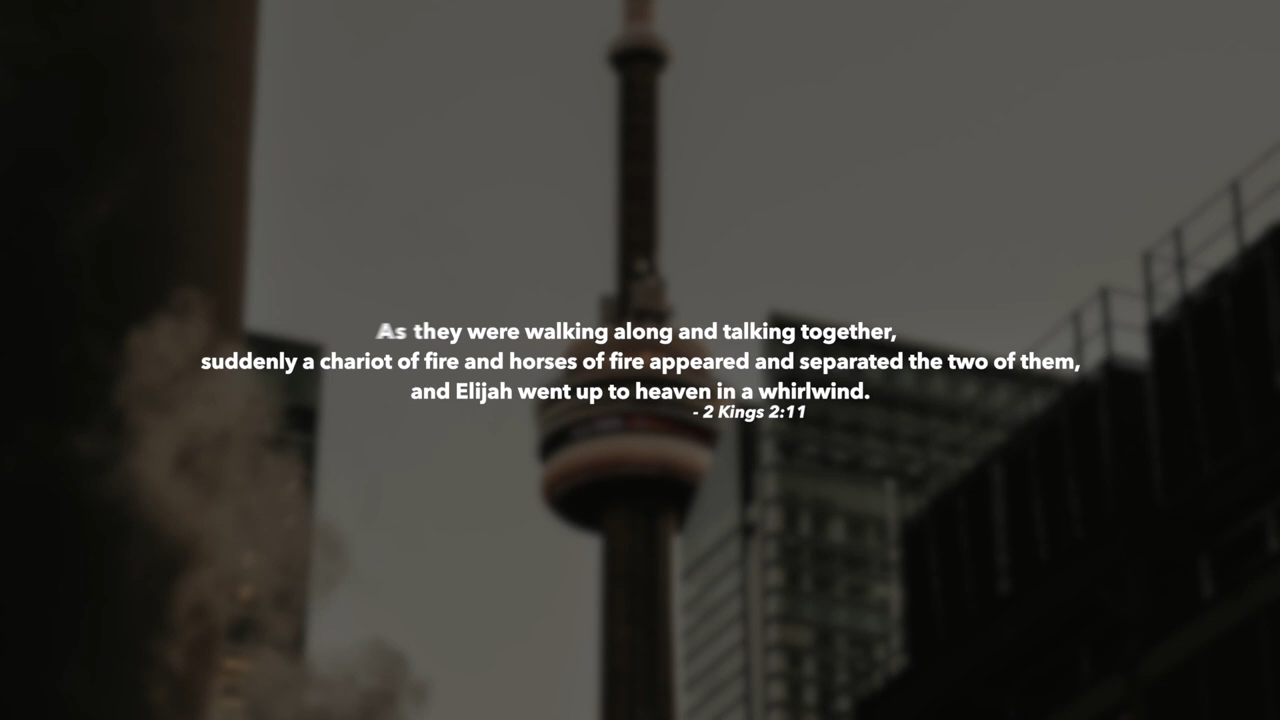 As they were walking along and talking together,
suddenly a chariot of fire and horses of fire appeared and separated the two of them,
and Elijah went up to heaven in a whirlwind.
- 2 Kings 2:11